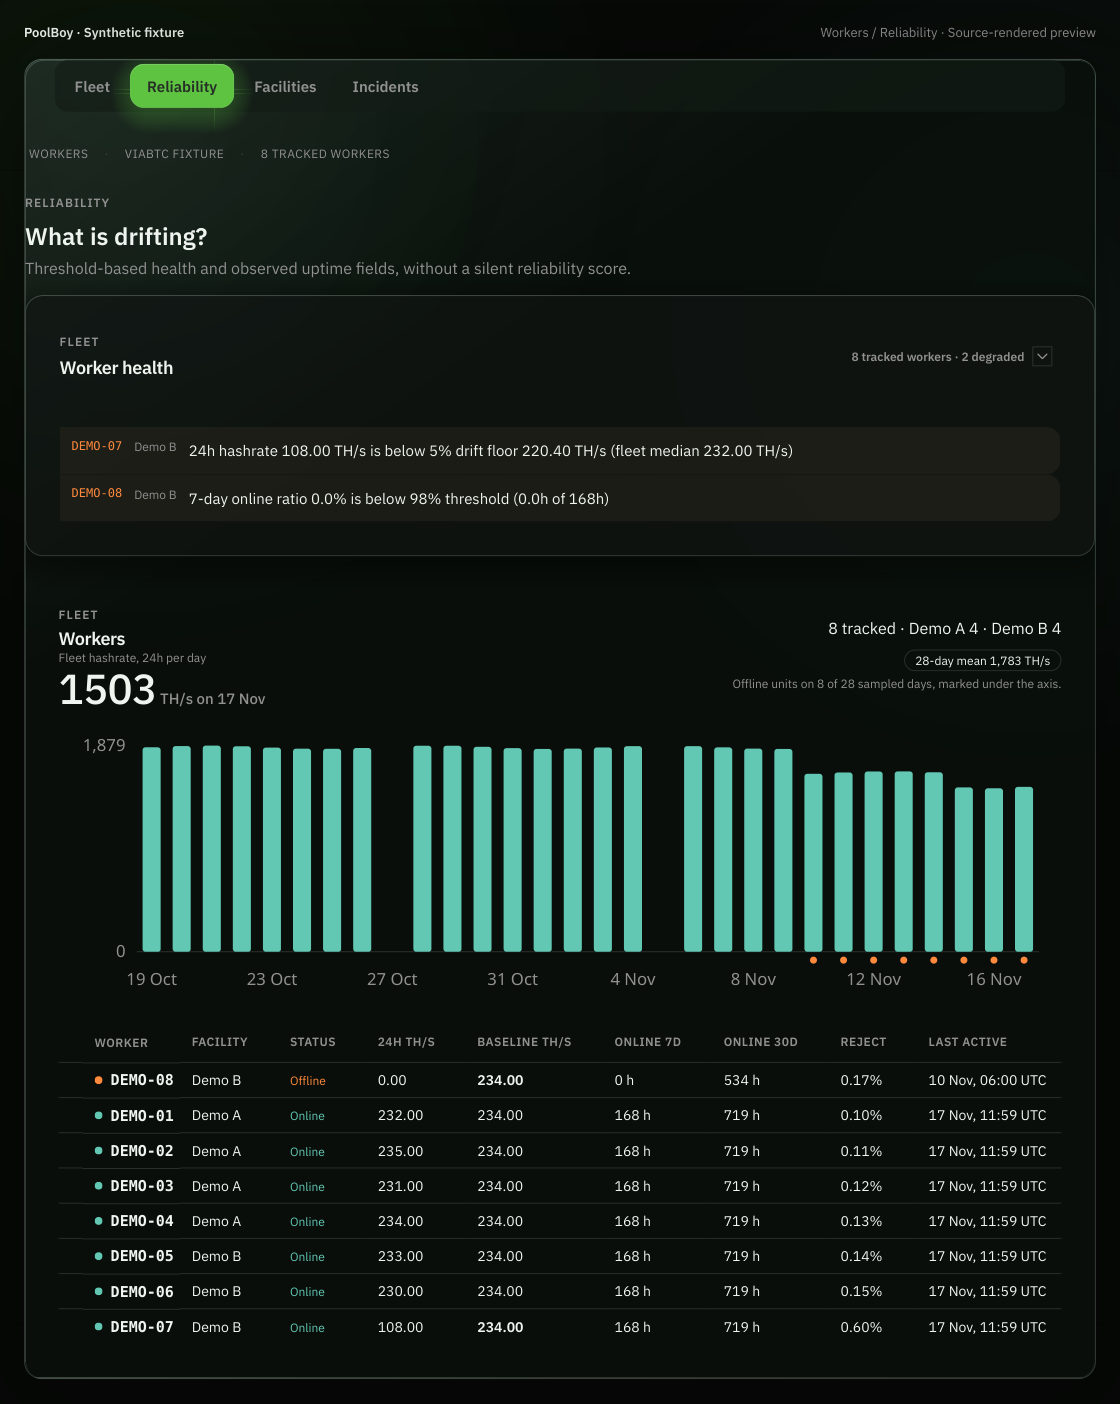 PoolBoy · Synthetic fixture
Workers / Reliability · Source-rendered preview
Fleet Reliability Facilities Incidents
WORKERS · VIABTC FIXTURE · 8 TRACKED WORKERS
RELIABILITY
What is drifting?
Threshold-based health and observed uptime fields, without a silent reliability score.
FLEET
Worker health
8 tracked workers · 2 degraded
DEMO-07 Demo B 24h hashrate 108.00 TH/s is below 5% drift floor 220.40 TH/s (fleet median 232.00 TH/s)
DEMO-08 Demo B 7-day online ratio 0.0% is below 98% threshold (0.0h of 168h)
FLEET
Workers
Fleet hashrate, 24h per day
1503 TH/s on 17 Nov
8 tracked · Demo A 4 · Demo B 4
28-day mean 1,783 TH/s
Offline units on 8 of 28 sampled days, marked under the axis.
1,879
0
19 Oct 23 Oct 27 Oct 31 Oct 4 Nov 8 Nov 12 Nov 16 Nov
WORKER FACILITY STATUS 24H TH/S BASELINE TH/S ONLINE 7D ONLINE 30D REJECT LAST ACTIVE
DEMO-08 Demo B Offline 0.00 234.00 0 h 534 h 0.17% 10 Nov, 06:00 UTC
DEMO-01 Demo A Online 232.00 234.00 168 h 719 h 0.10% 17 Nov, 11:59 UTC
DEMO-02 Demo A Online 235.00 234.00 168 h 719 h 0.11% 17 Nov, 11:59 UTC
DEMO-03 Demo A Online 231.00 234.00 168 h 719 h 0.12% 17 Nov, 11:59 UTC
DEMO-04 Demo A Online 234.00 234.00 168 h 719 h 0.13% 17 Nov, 11:59 UTC
DEMO-05 Demo B Online 233.00 234.00 168 h 719 h 0.14% 17 Nov, 11:59 UTC
DEMO-06 Demo B Online 230.00 234.00 168 h 719 h 0.15% 17 Nov, 11:59 UTC
DEMO-07 Demo B Online 108.00 234.00 168 h 719 h 0.60% 17 Nov, 11:59 UTC